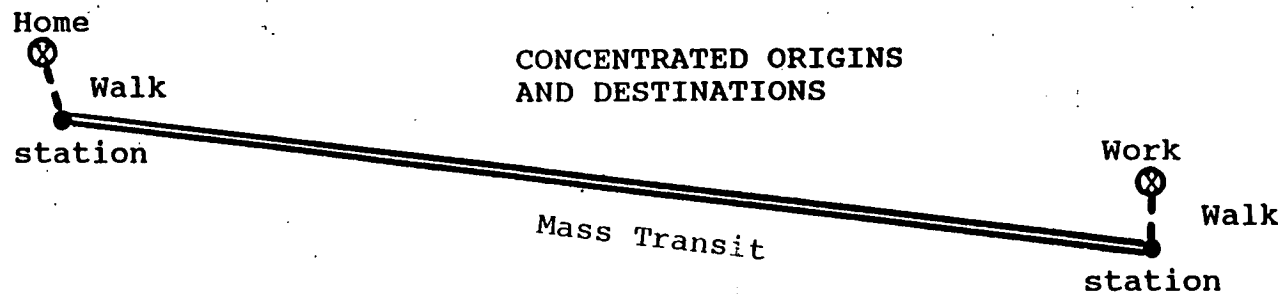 Home
CONCENTRATED ORIGINS
AND DESTINATIONS
Walk
station
Work
Walk
Mass Transit
station